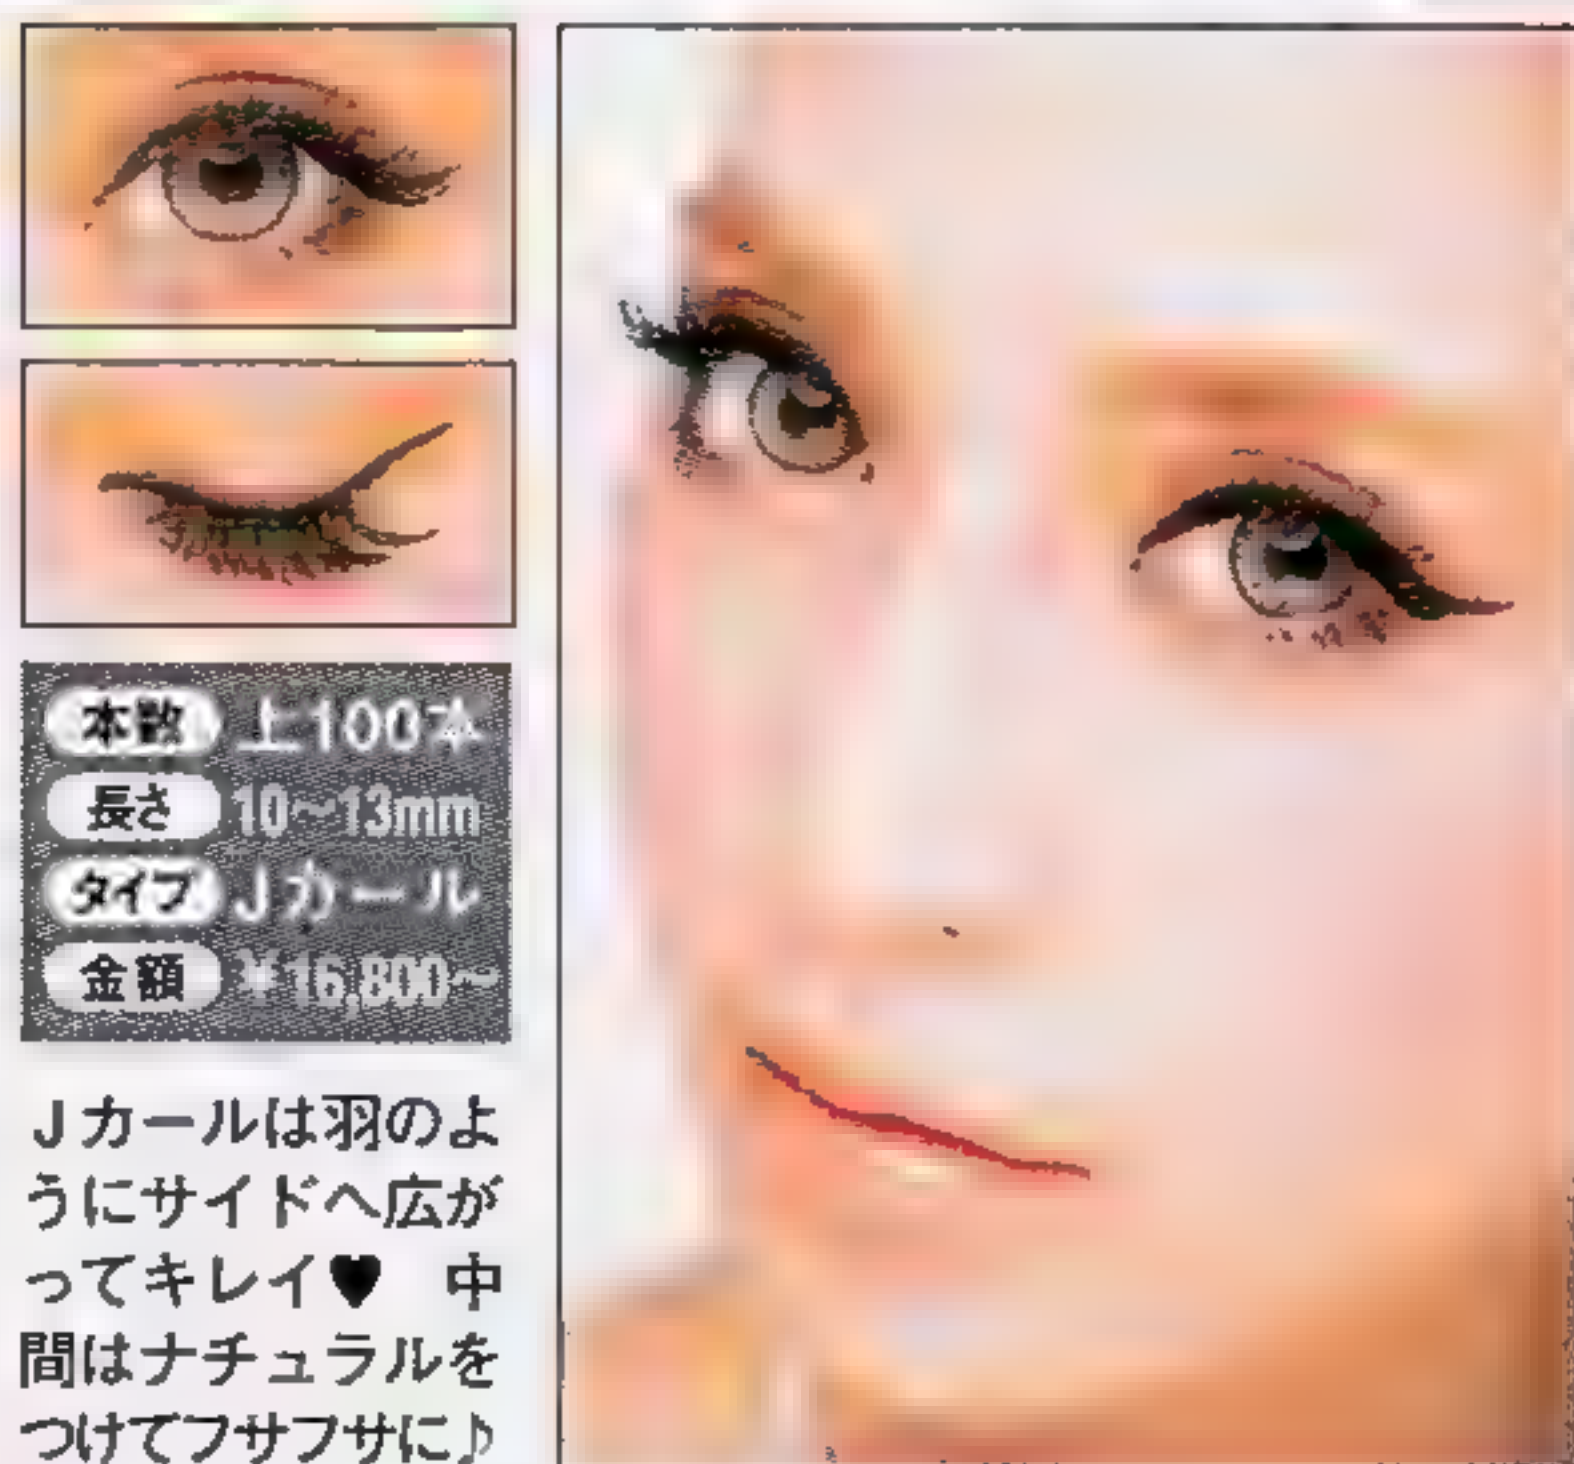 本数 上100本
長さ 10～13mm
タイプ Jカール
金額 ¥16,800～
Jカールは羽のよ
うにサイドへ広が
ってキレイ♥ 中
間はナチュラルを
つけてフサフサに♪